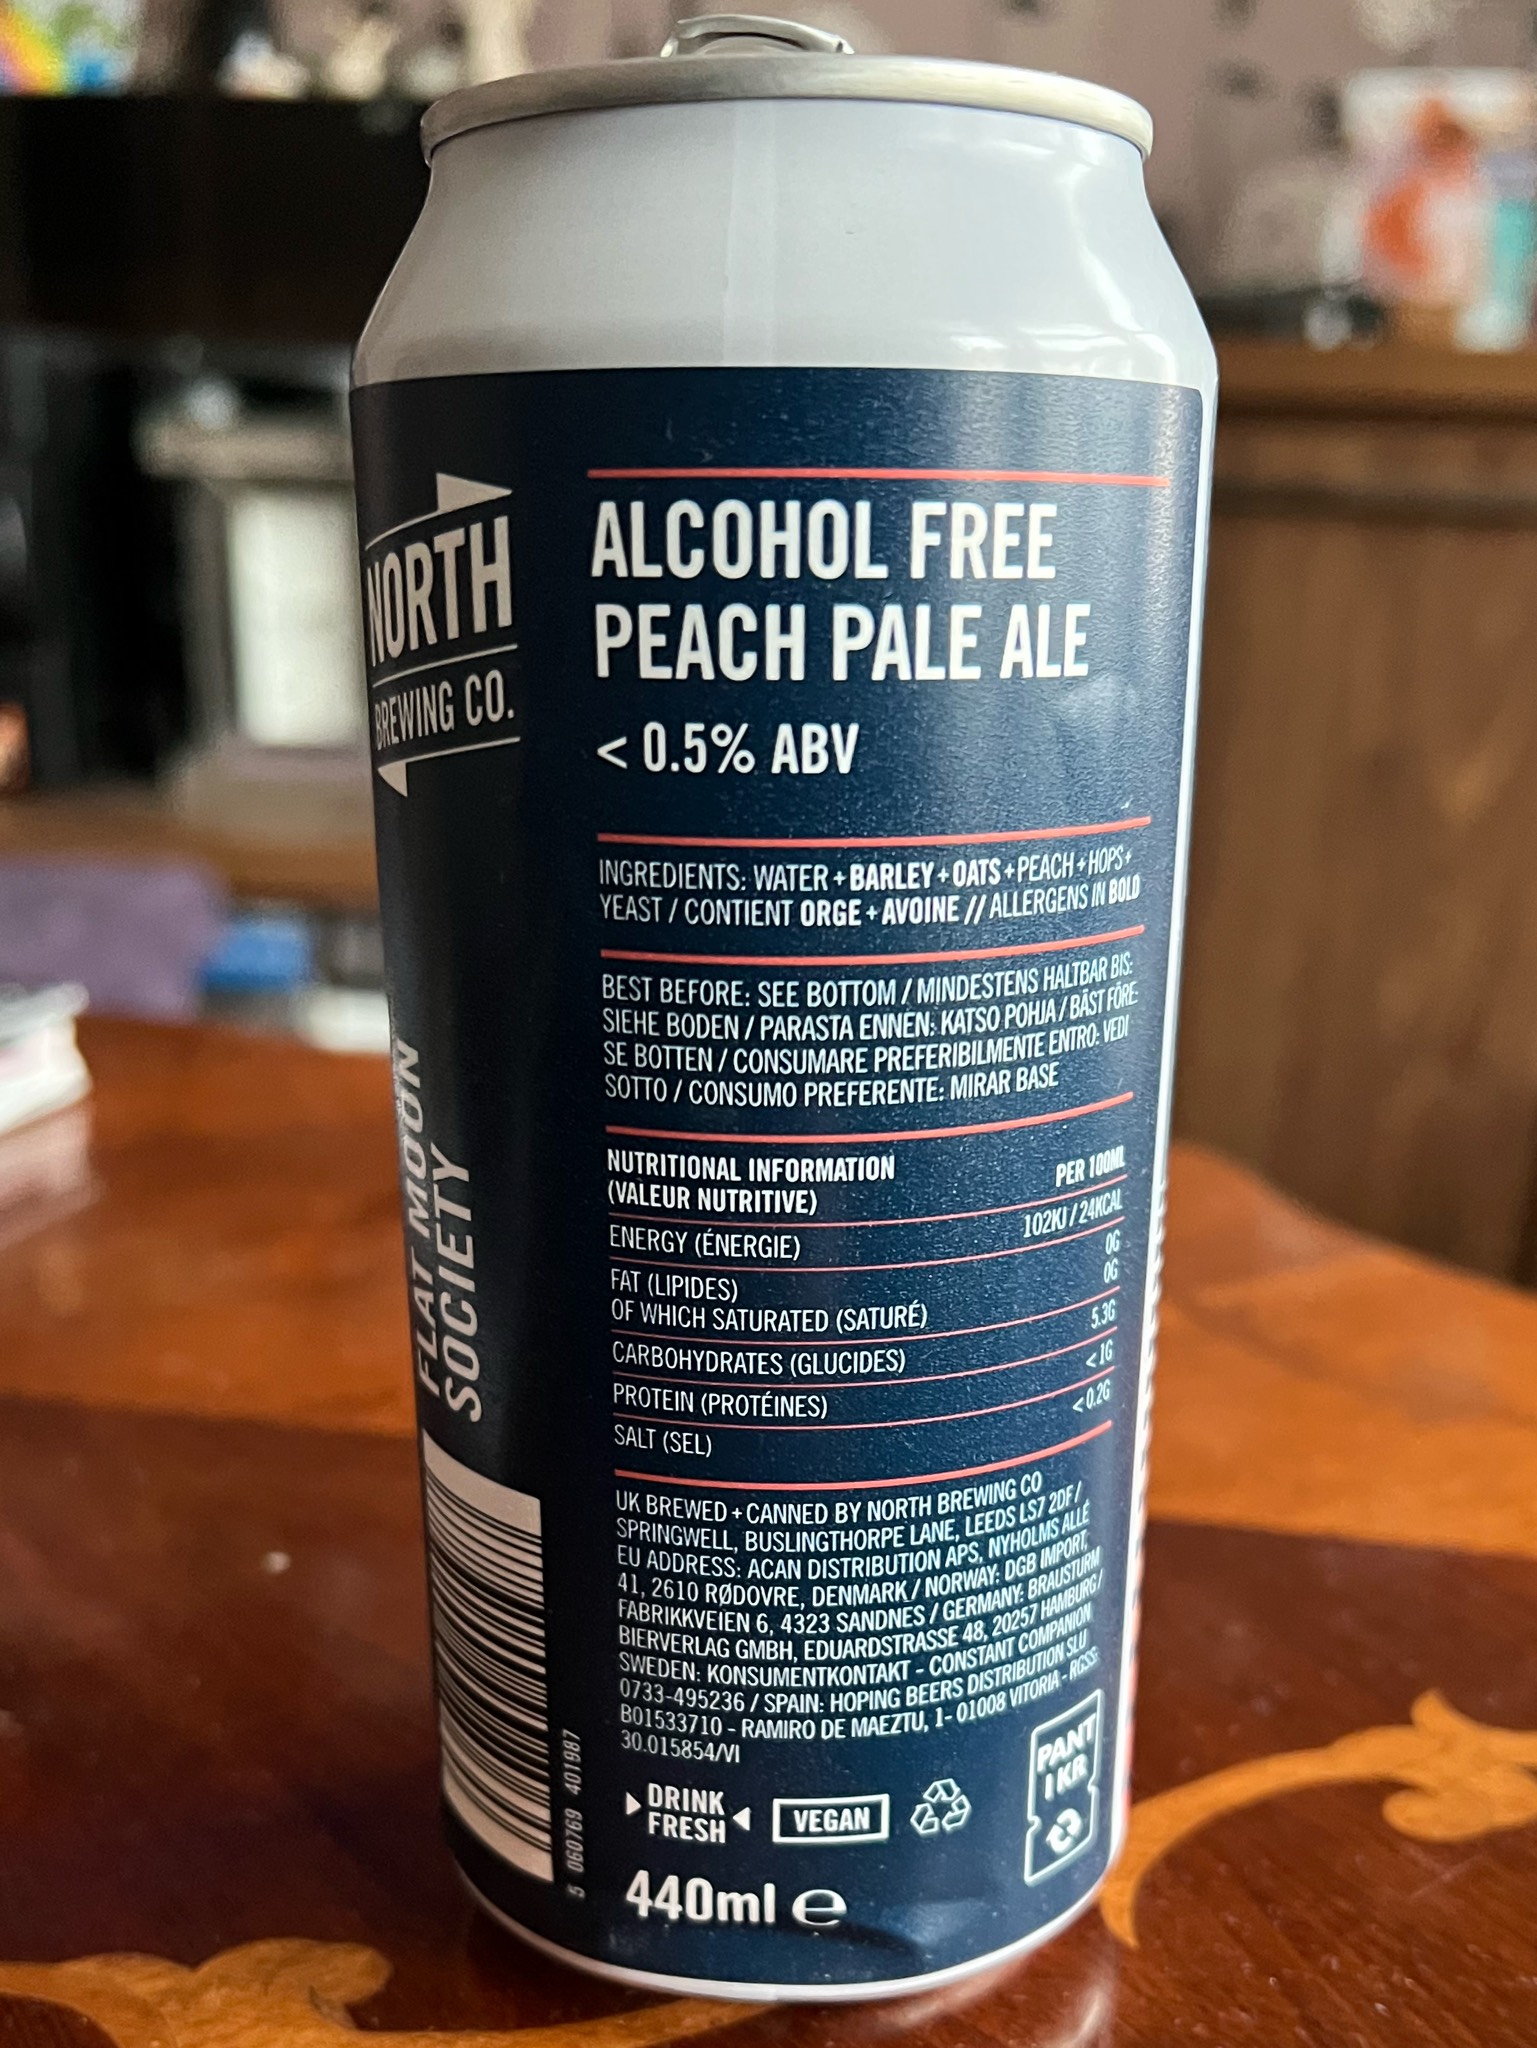 NORTH
BREWING CO.
FLAT MOON
SOCIETY
5 060769 401987
ALCOHOL FREE
PEACH PALE ALE
< 0.5% ABV
INGREDIENTS: WATER + BARLEY + OATS + PEACH + HOPS +
YEAST / CONTIENT ORGE + AVOINE // ALLERGENS IN BOLD
BEST BEFORE: SEE BOTTOM / MINDESTENS HALTBAR BIS:
SIEHE BODEN / PARASTA ENNEN: KATSO POHJA / BÄST FÖRE:
SE BOTTEN / CONSUMARE PREFERIBILMENTE ENTRO: VEDI
SOTTO / CONSUMO PREFERENTE: MIRAR BASE
NUTRITIONAL INFORMATION PER 100ML
(VALEUR NUTRITIVE)
ENERGY (ÉNERGIE) 102KJ / 24KCAL
FAT (LIPIDES) 0G
OF WHICH SATURATED (SATURÉ) 0G
CARBOHYDRATES (GLUCIDES) 5.3G
PROTEIN (PROTÉINES) < 1G
SALT (SEL) < 0.2G
UK BREWED + CANNED BY NORTH BREWING CO
SPRINGWELL, BUSLINGTHORPE LANE, LEEDS LS7 2DF /
EU ADDRESS: ACAN DISTRIBUTION APS, NYHOLMS ALLÉ
41, 2610 RØDOVRE, DENMARK / NORWAY: DGB IMPORT,
FABRIKKVEIEN 6, 4323 SANDNES / GERMANY: BRAUSTURM
BIERVERLAG GMBH, EDUARDSTRASSE 48, 20257 HAMBURG /
SWEDEN: KONSUMENTKONTAKT - CONSTANT COMPANION
0733-495236 / SPAIN: HOPING BEERS DISTRIBUTION SLU
B01533710 - RAMIRO DE MAEZTU, 1- 01008 VITORIA - RGSS:
30.015854/VI
DRINK
FRESH
VEGAN
PANT
1 KR
440ml e